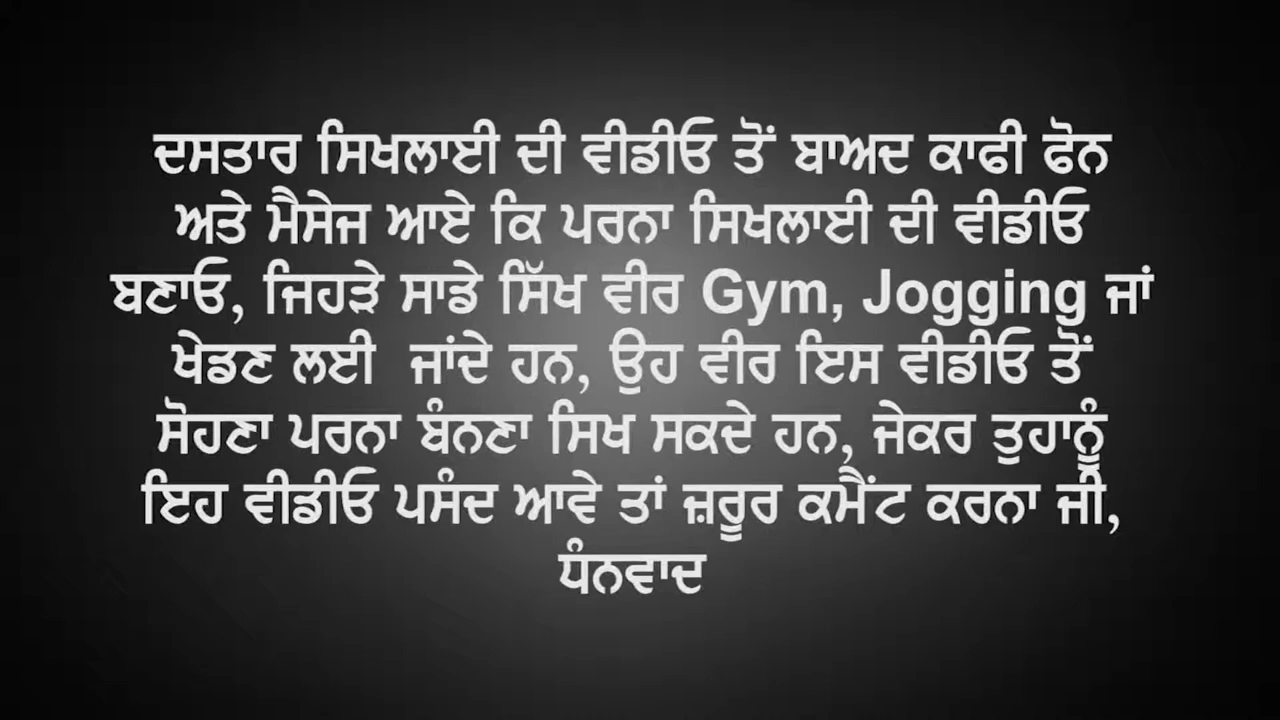 ਦਸਤਾਰ ਸਿਖਲਾਈ ਦੀ ਵੀਡੀਓ ਤੋਂ ਬਾਅਦ ਕਾਫੀ ਫੋਨ
ਅਤੇ ਮੈਸੇਜ ਆਏ ਕਿ ਪਰਨਾ ਸਿਖਲਾਈ ਦੀ ਵੀਡੀਓ
ਬਣਾਓ, ਜਿਹੜੇ ਸਾਡੇ ਸਿੱਖ ਵੀਰ Gym, Jogging ਜਾਂ
ਖੇਡਣ ਲਈ ਜਾਂਦੇ ਹਨ, ਉਹ ਵੀਰ ਇਸ ਵੀਡੀਓ ਤੋਂ
ਸੋਹਣਾ ਪਰਨਾ ਬੰਨਣਾ ਸਿਖ ਸਕਦੇ ਹਨ, ਜੇਕਰ ਤੁਹਾਨੂੰ
ਇਹ ਵੀਡੀਓ ਪਸੰਦ ਆਵੇ ਤਾਂ ਜ਼ਰੂਰ ਕਮੈਂਟ ਕਰਨਾ ਜੀ,
ਧੰਨਵਾਦ